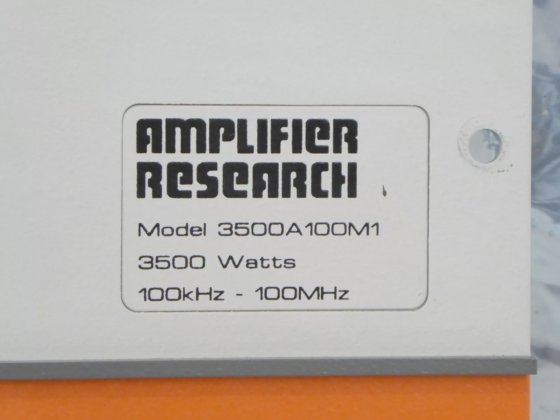 AMPLIFIER
RESEARCH
Model 3500A100M1
3500 Watts
100kHz - 100MHz